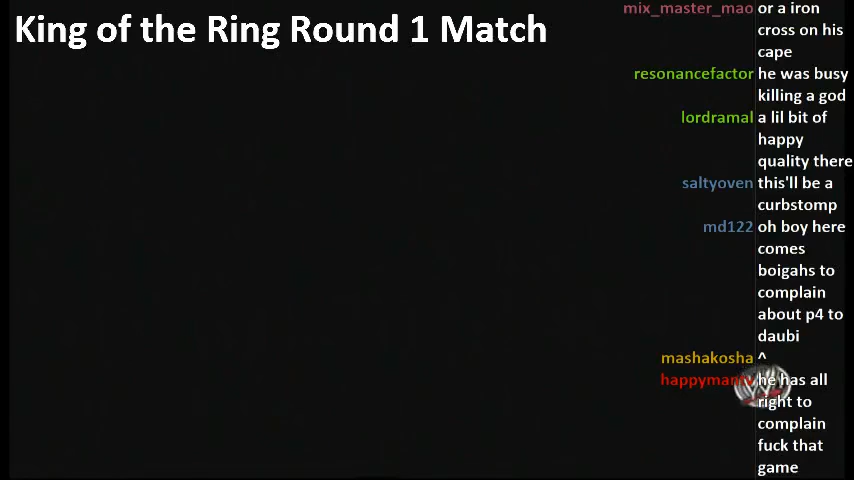 King of the Ring Round 1 Match
mix_master_mao or a iron
cross on his
cape
resonancefactor he was busy
killing a god
lordramal a lil bit of
happy
quality there
saltyoven this'll be a
curbstomp
md122 oh boy here
comes
boigahs to
complain
about p4 to
daubi
mashakosha ^
he has all
right to
complain
fuck that
game